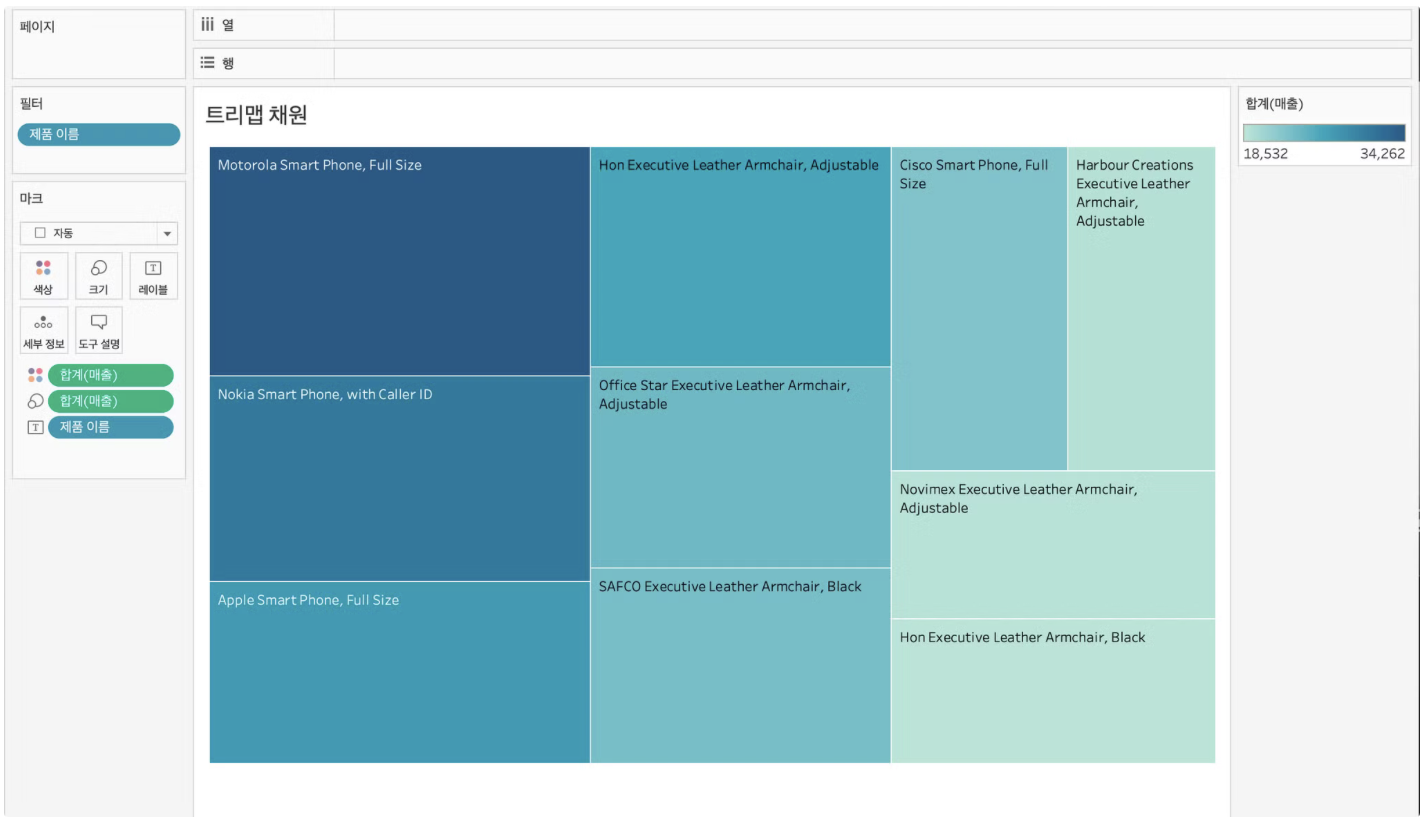 페이지
열
행
필터
제품 이름
마크
자동
색상
크기
T
레이블
세부 정보
도구 설명
합계(매출)
합계(매출)
T
제품 이름
트리맵 채원
Motorola Smart Phone, Full Size
Nokia Smart Phone, with Caller ID
Apple Smart Phone, Full Size
Hon Executive Leather Armchair, Adjustable
Office Star Executive Leather Armchair,
Adjustable
SAFCO Executive Leather Armchair, Black
Cisco Smart Phone, Full
Size
Harbour Creations
Executive Leather
Armchair,
Adjustable
Novimex Executive Leather Armchair,
Adjustable
Hon Executive Leather Armchair, Black
합계(매출)
18,532 34,262